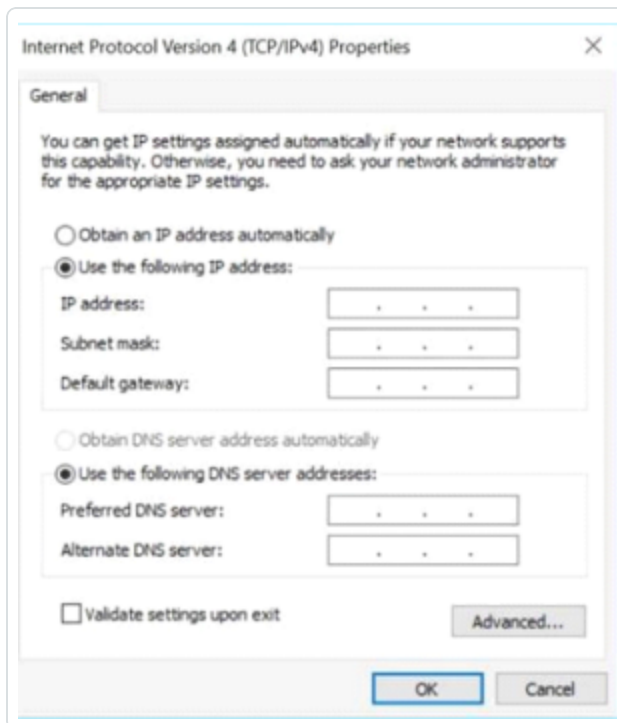 Internet Protocol Version 4 (TCP/IPv4) Properties
General
You can get IP settings assigned automatically if your network supports
this capability. Otherwise, you need to ask your network administrator
for the appropriate IP settings.
Obtain an IP address automatically
Use the following IP address:
IP address:
Subnet mask:
Default gateway:
Obtain DNS server address automatically
Use the following DNS server addresses:
Preferred DNS server:
Alternate DNS server:
Validate settings upon exit
Advanced...
OK Cancel